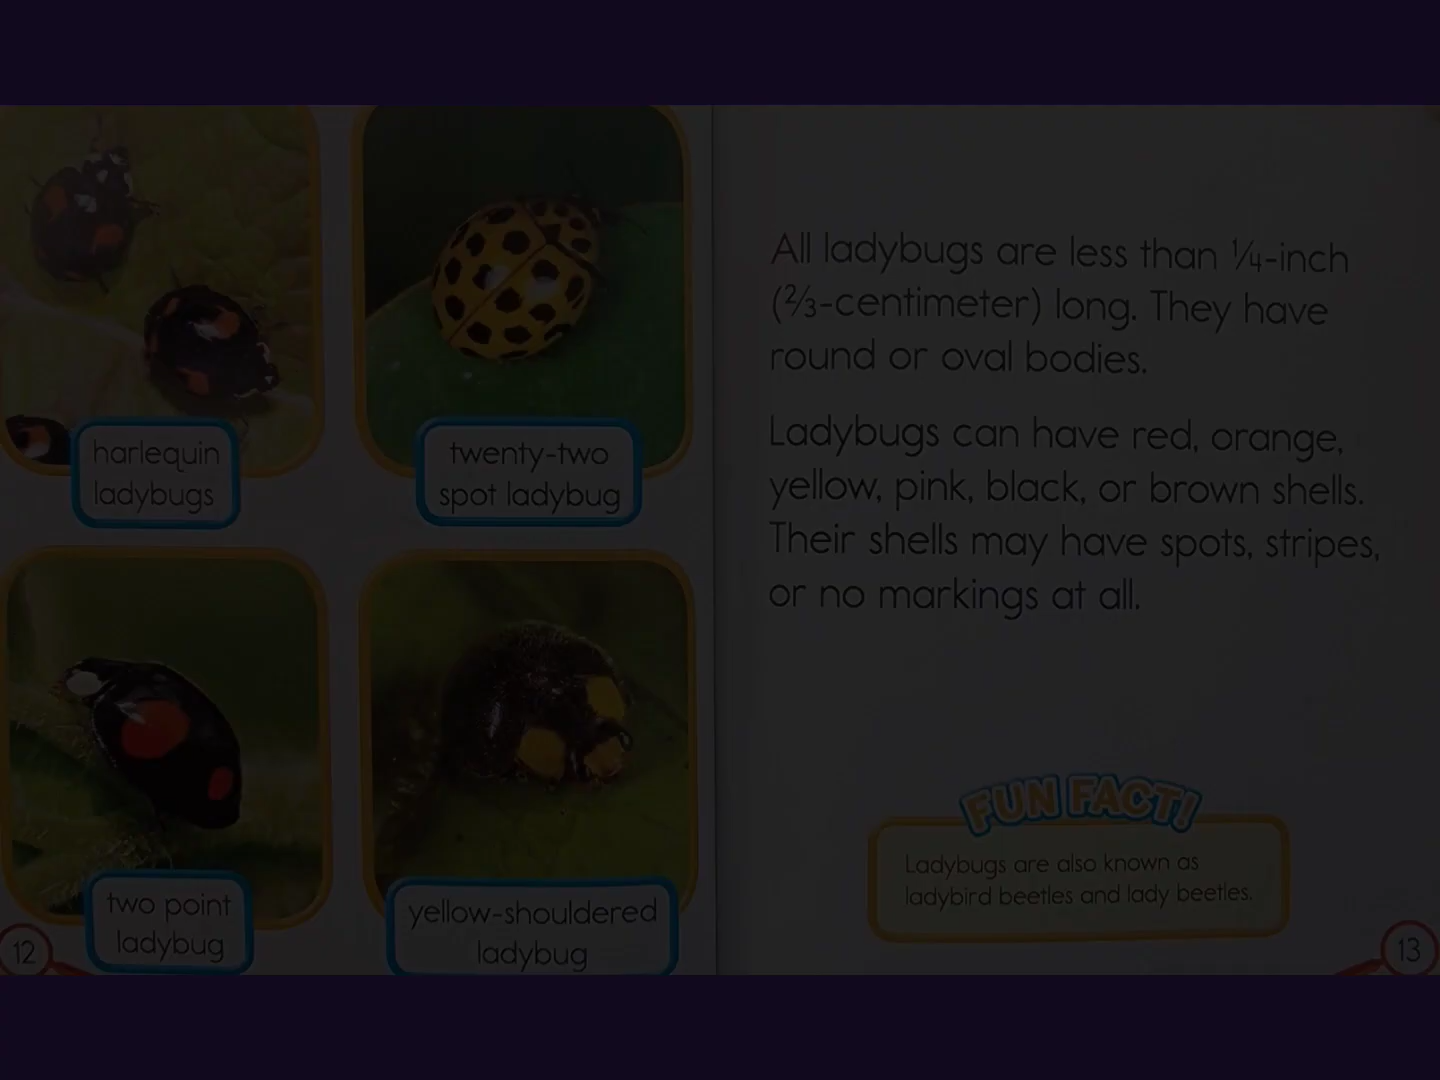 harlequin
ladybugs
twenty-two
spot ladybug
two point
ladybug
yellow-shouldered
ladybug
12
All ladybugs are less than ¼-inch
(⅔-centimeter) long. They have
round or oval bodies.
Ladybugs can have red, orange,
yellow, pink, black, or brown shells.
Their shells may have spots, stripes,
or no markings at all.
FUN FACT!
Ladybugs are also known as
ladybird beetles and lady beetles.
13